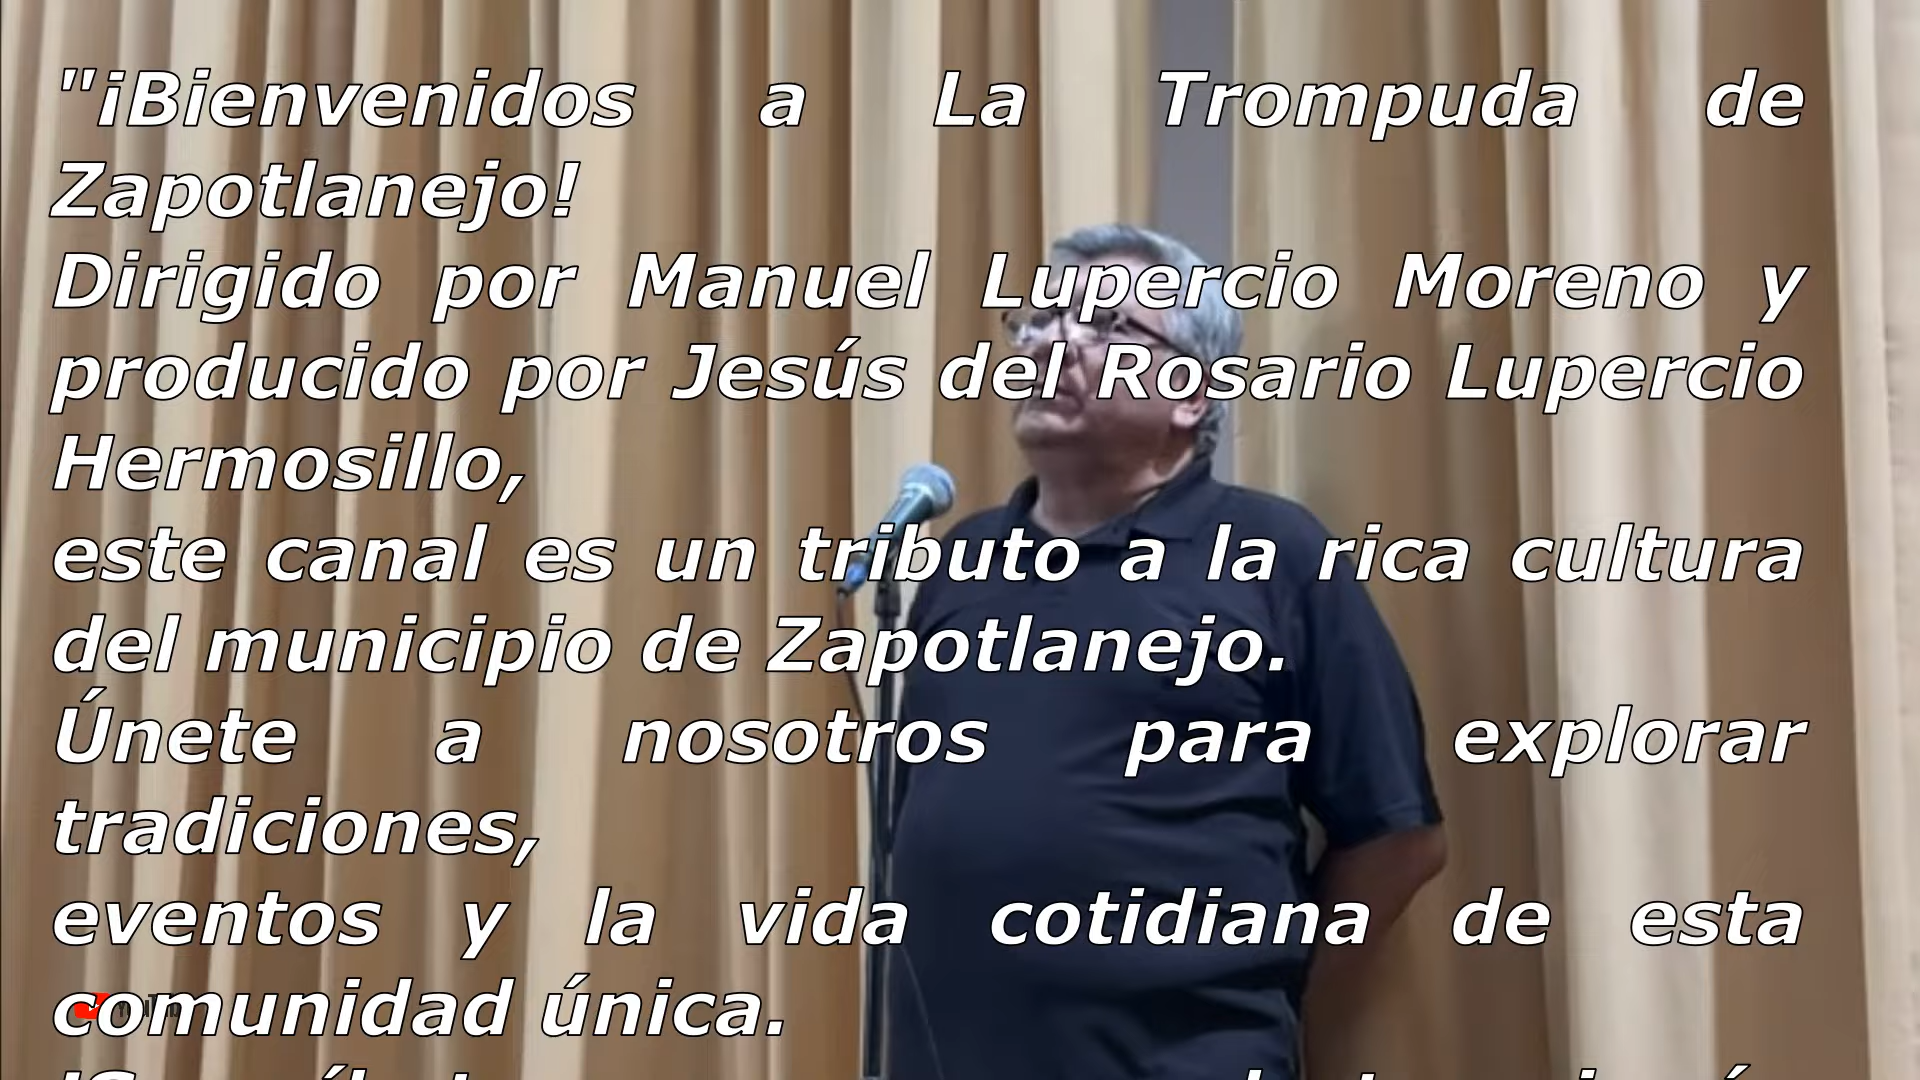 "¡Bienvenidos a La Trompuda de
Zapotlanejo!
Dirigido por Manuel Lupercio Moreno y
producido por Jesús del Rosario Lupercio
Hermosillo,
este canal es un tributo a la rica cultura
del municipio de Zapotlanejo.
Únete a nosotros para explorar
tradiciones,
eventos y la vida cotidiana de esta
comunidad única.